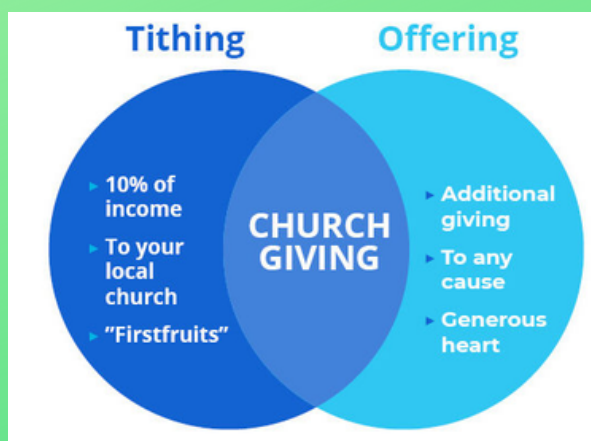 Tithing
Offering
10% of
income
To your
local
church
"Firstfruits"
CHURCH
GIVING
Additional
giving
To any
cause
Generous
heart